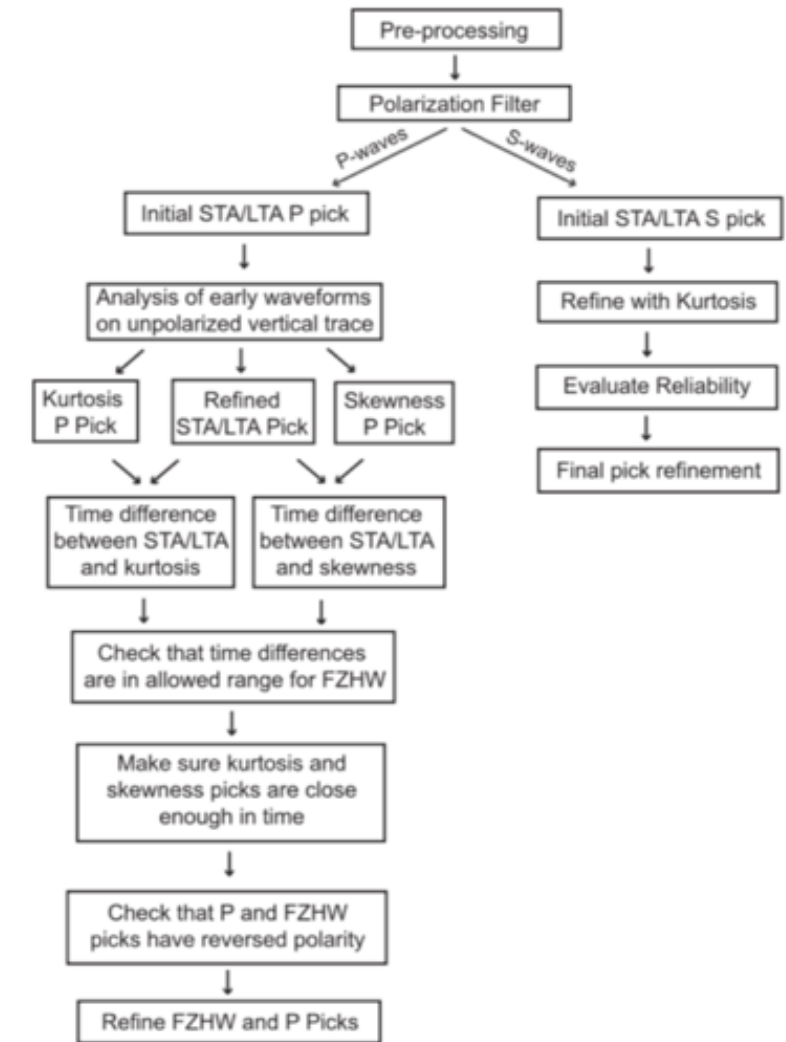 Pre-processing
Polarization Filter
P-waves
S-waves
Initial STA/LTA P pick
Initial STA/LTA S pick
Analysis of early waveforms
on unpolarized vertical trace
Refine with Kurtosis
Kurtosis
P Pick
Refined
STA/LTA Pick
Skewness
P Pick
Evaluate Reliability
Final pick refinement
Time difference
between STA/LTA
and kurtosis
Time difference
between STA/LTA
and skewness
Check that time differences
are in allowed range for FZHW
Make sure kurtosis and
skewness picks are close
enough in time
Check that P and FZHW
picks have reversed polarity
Refine FZHW and P Picks